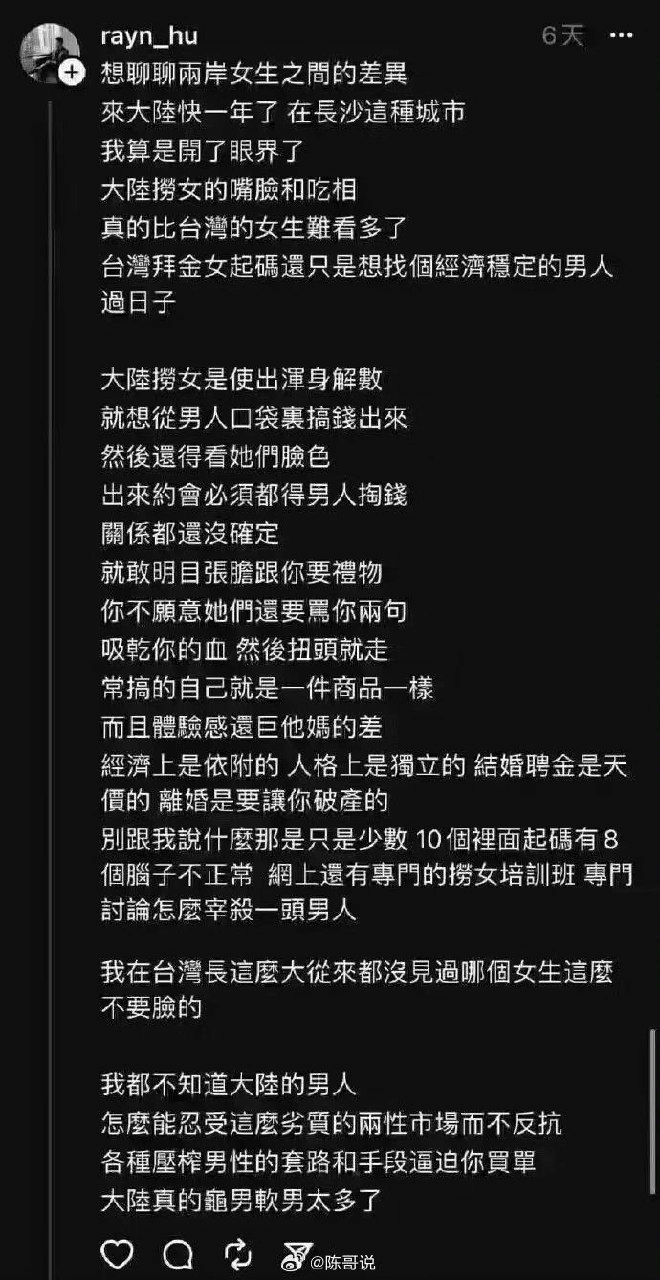 rayn_hu
6天
想聊聊兩岸女生之間的差異
來大陸快一年了 在長沙這種城市
我算是開了眼界了
大陸撈女的嘴臉和吃相
真的比台灣的女生難看多了
台灣拜金女起碼還只是想找個經濟穩定的男人
過日子
大陸撈女是使出渾身解數
就想從男人口袋裏搞錢出來
然後還得看她們臉色
出來約會必須都得男人掏錢
關係都還沒確定
就敢明目張膽跟你要禮物
你不願意她們還要罵你兩句
吸乾你的血 然後扭頭就走
常搞的自己就是一件商品一樣
而且體驗感還巨他媽的差
經濟上是依附的 人格上是獨立的 結婚聘金是天
價的 離婚是要讓你破產的
別跟我說什麼那是只是少數 10個裡面起碼有8
個腦子不正常 網上還有專門的撈女培訓班 專門
討論怎麼宰殺一頭男人
我在台灣長這麼大從來都沒見過哪個女生這麼
不要臉的
我都不知道大陸的男人
怎麼能忍受這麼劣質的兩性市場而不反抗
各種壓榨男性的套路和手段逼迫你買單
大陸真的龜男軟男太多了
@陈哥说